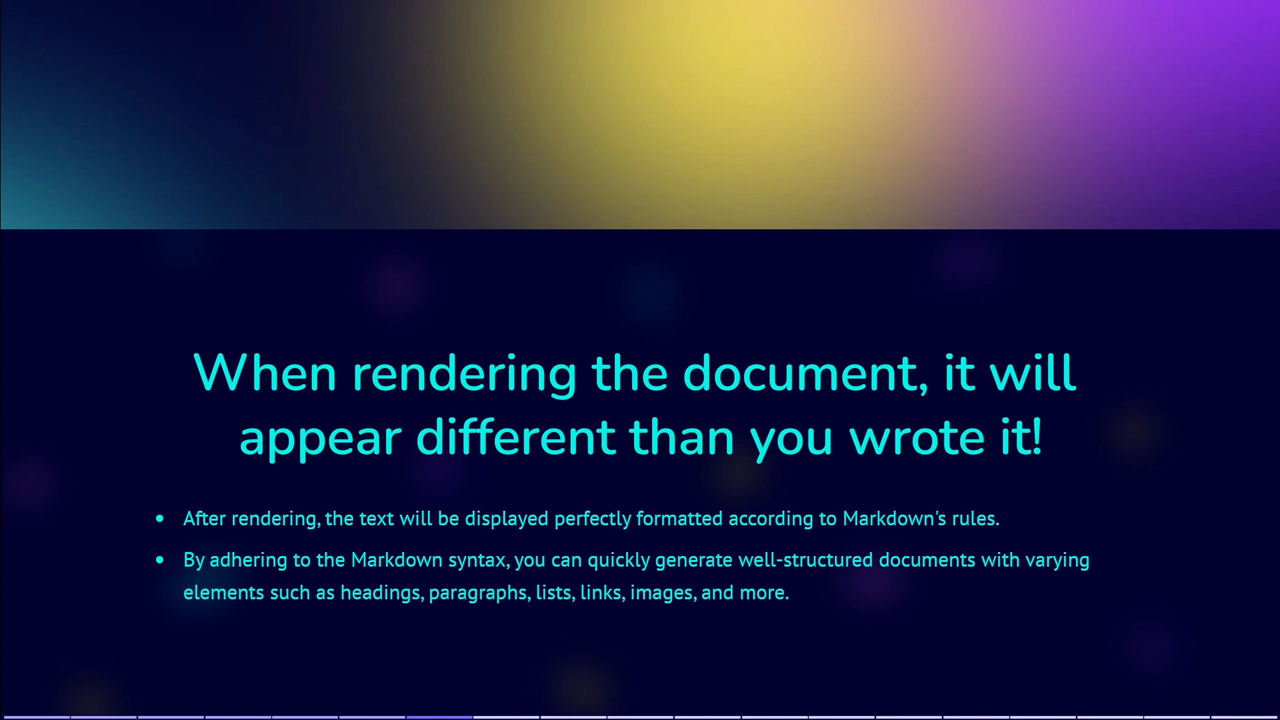 When rendering the document, it will
appear different than you wrote it!
After rendering, the text will be displayed perfectly formatted according to Markdown's rules.
By adhering to the Markdown syntax, you can quickly generate well-structured documents with varying
elements such as headings, paragraphs, lists, links, images, and more.